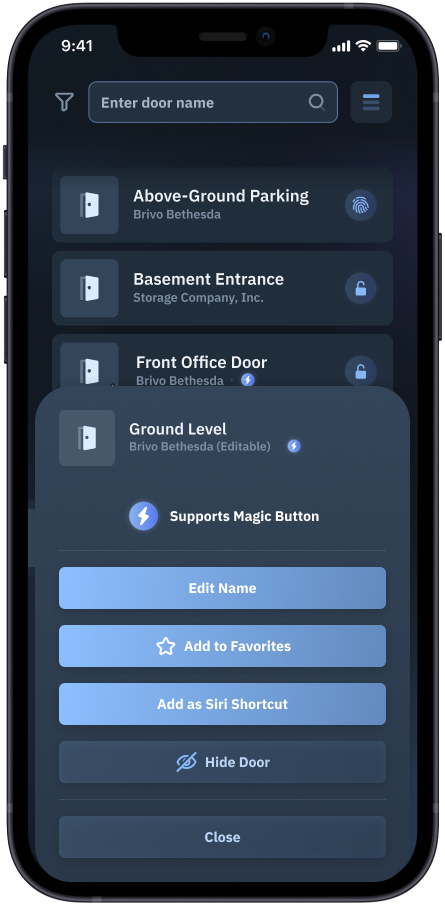 9:41
Enter door name
Above-Ground Parking
Brivo Bethesda
Basement Entrance
Storage Company, Inc.
Front Office Door
Brivo Bethesda
Ground Level
Brivo Bethesda (Editable)
Supports Magic Button
Edit Name
Add to Favorites
Add as Siri Shortcut
Hide Door
Close